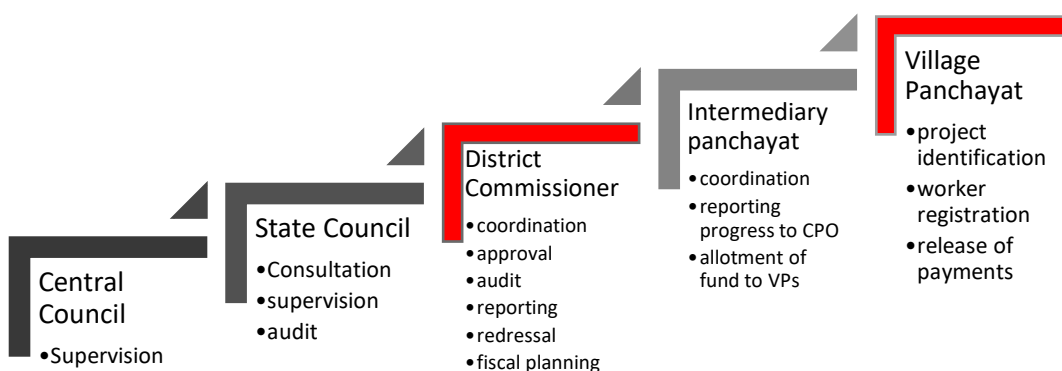 Central
Council
•Supervision
State Council
•Consultation
•supervision
•audit
District
Commissioner
•coordination
•approval
•audit
•reporting
•redressal
•fiscal planning
Intermediary
panchayat
•coordination
•reporting
progress to CPO
•allotment of
fund to VPs
Village
Panchayat
•project
identification
•worker
registration
•release of
payments